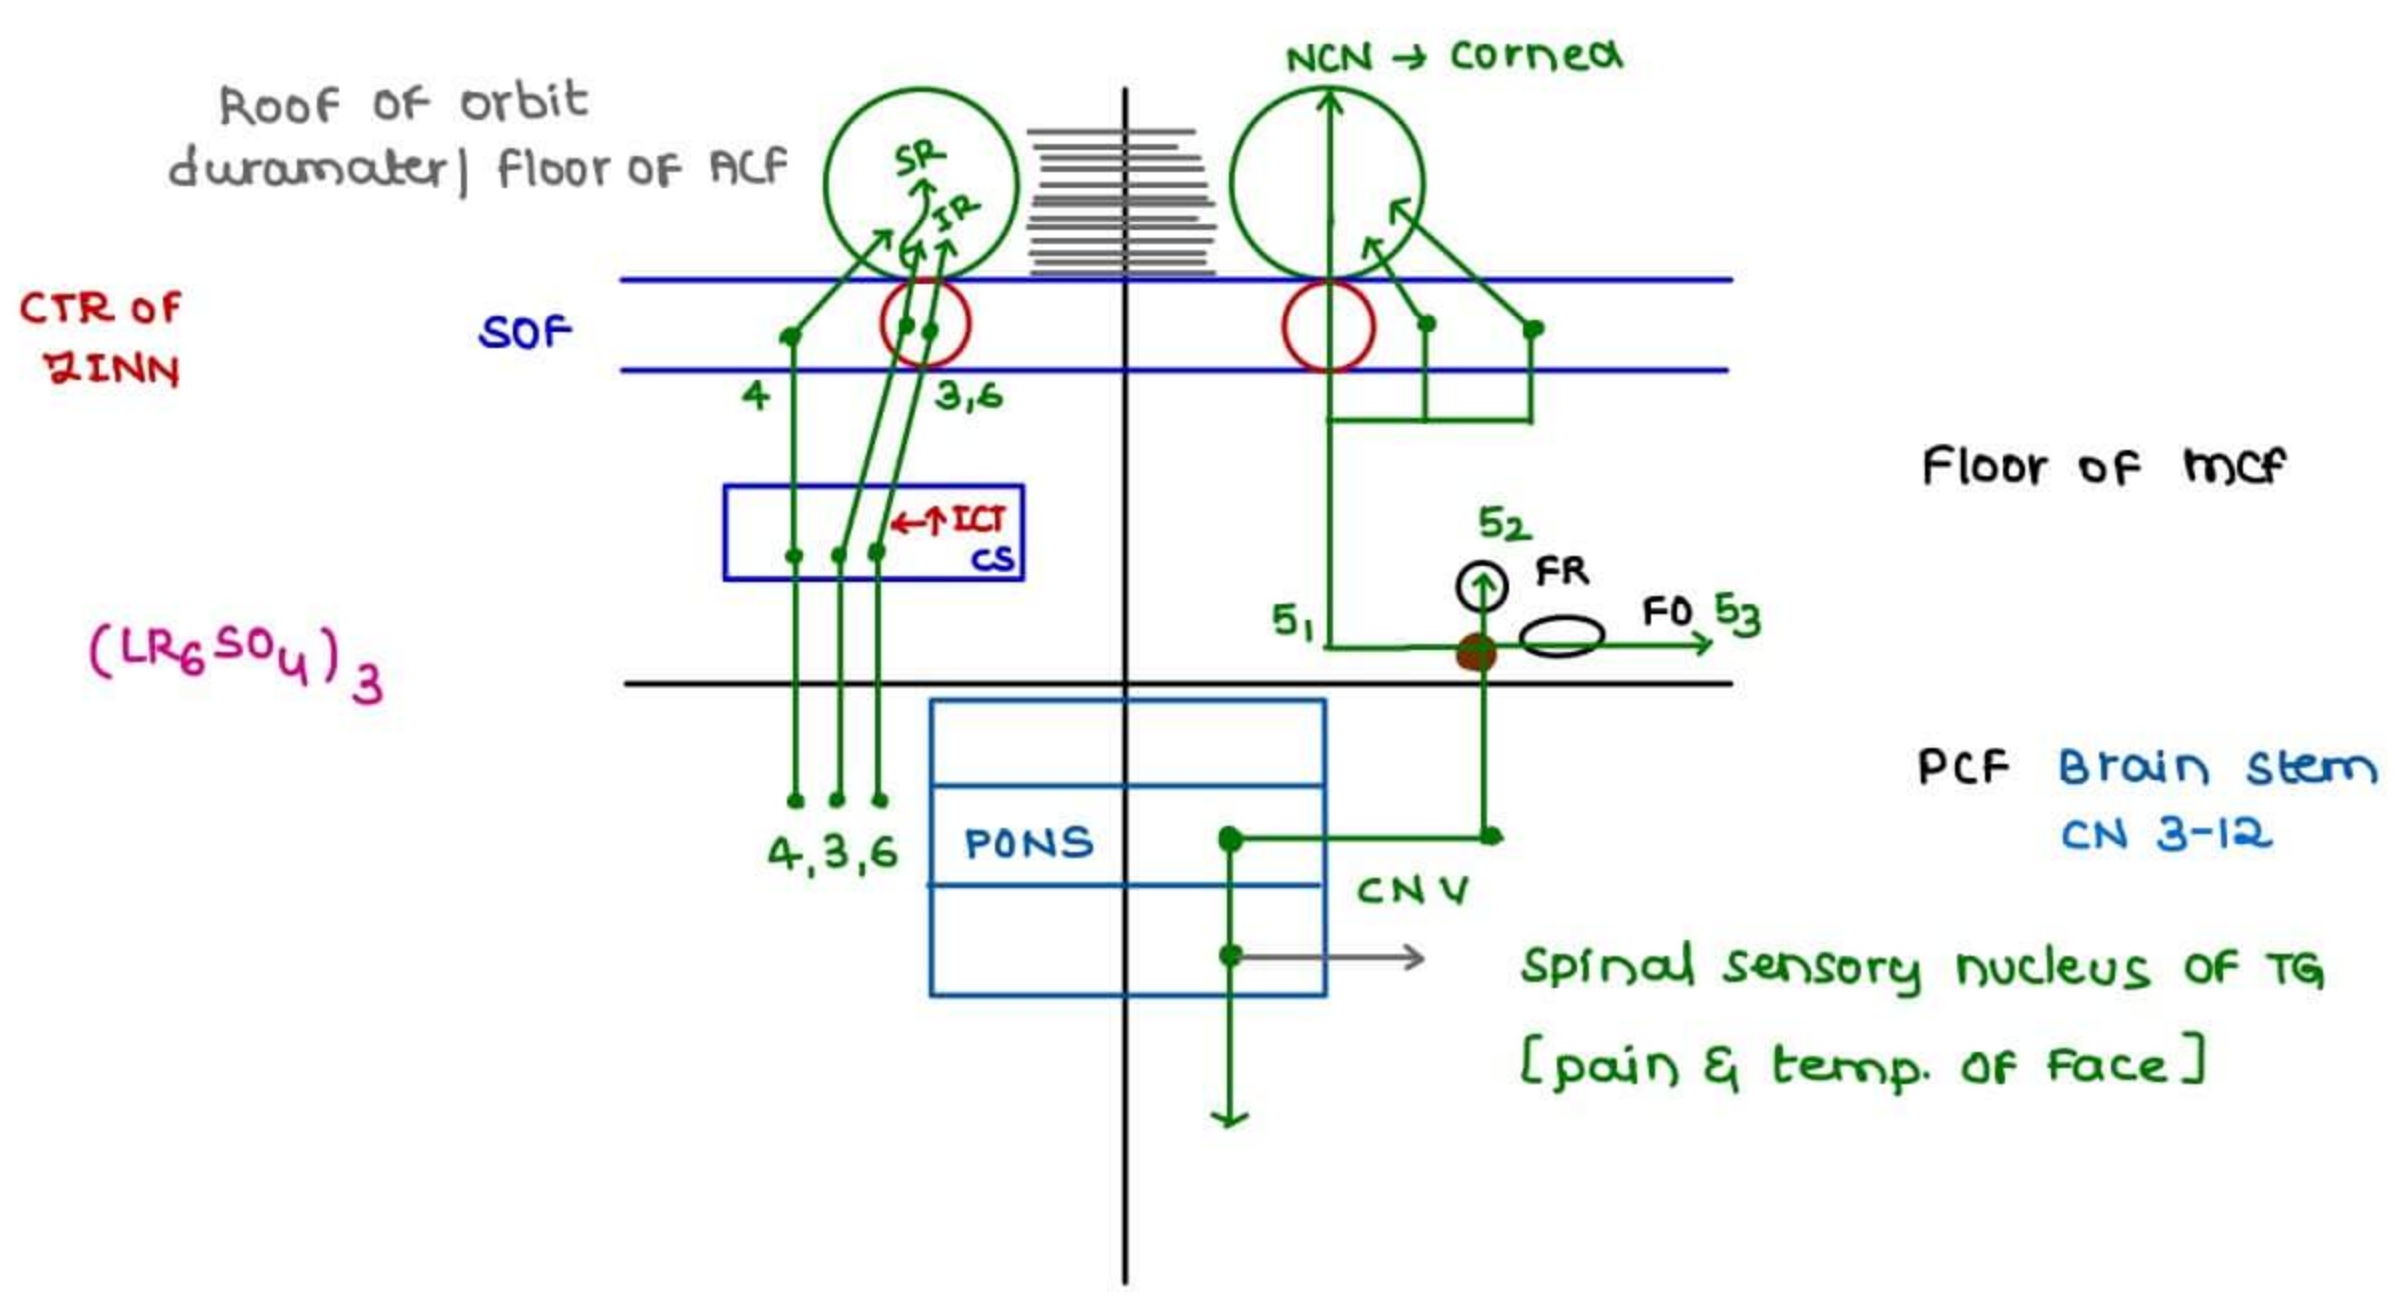 NCN → cornea
Roof of orbit
duramater| floor of ACF
SR
IR
CTR of
ZINN
SOF
4
3,6
Floor of mcf
←↑ICT
CS
5₂
FR
FO
5₃
5₁
(LR₆SO₄)₃
PCF
Brain stem
CN 3-12
PONS
4,3,6
CN V
Spinal sensory nucleus of TG
[pain & temp. of Face]